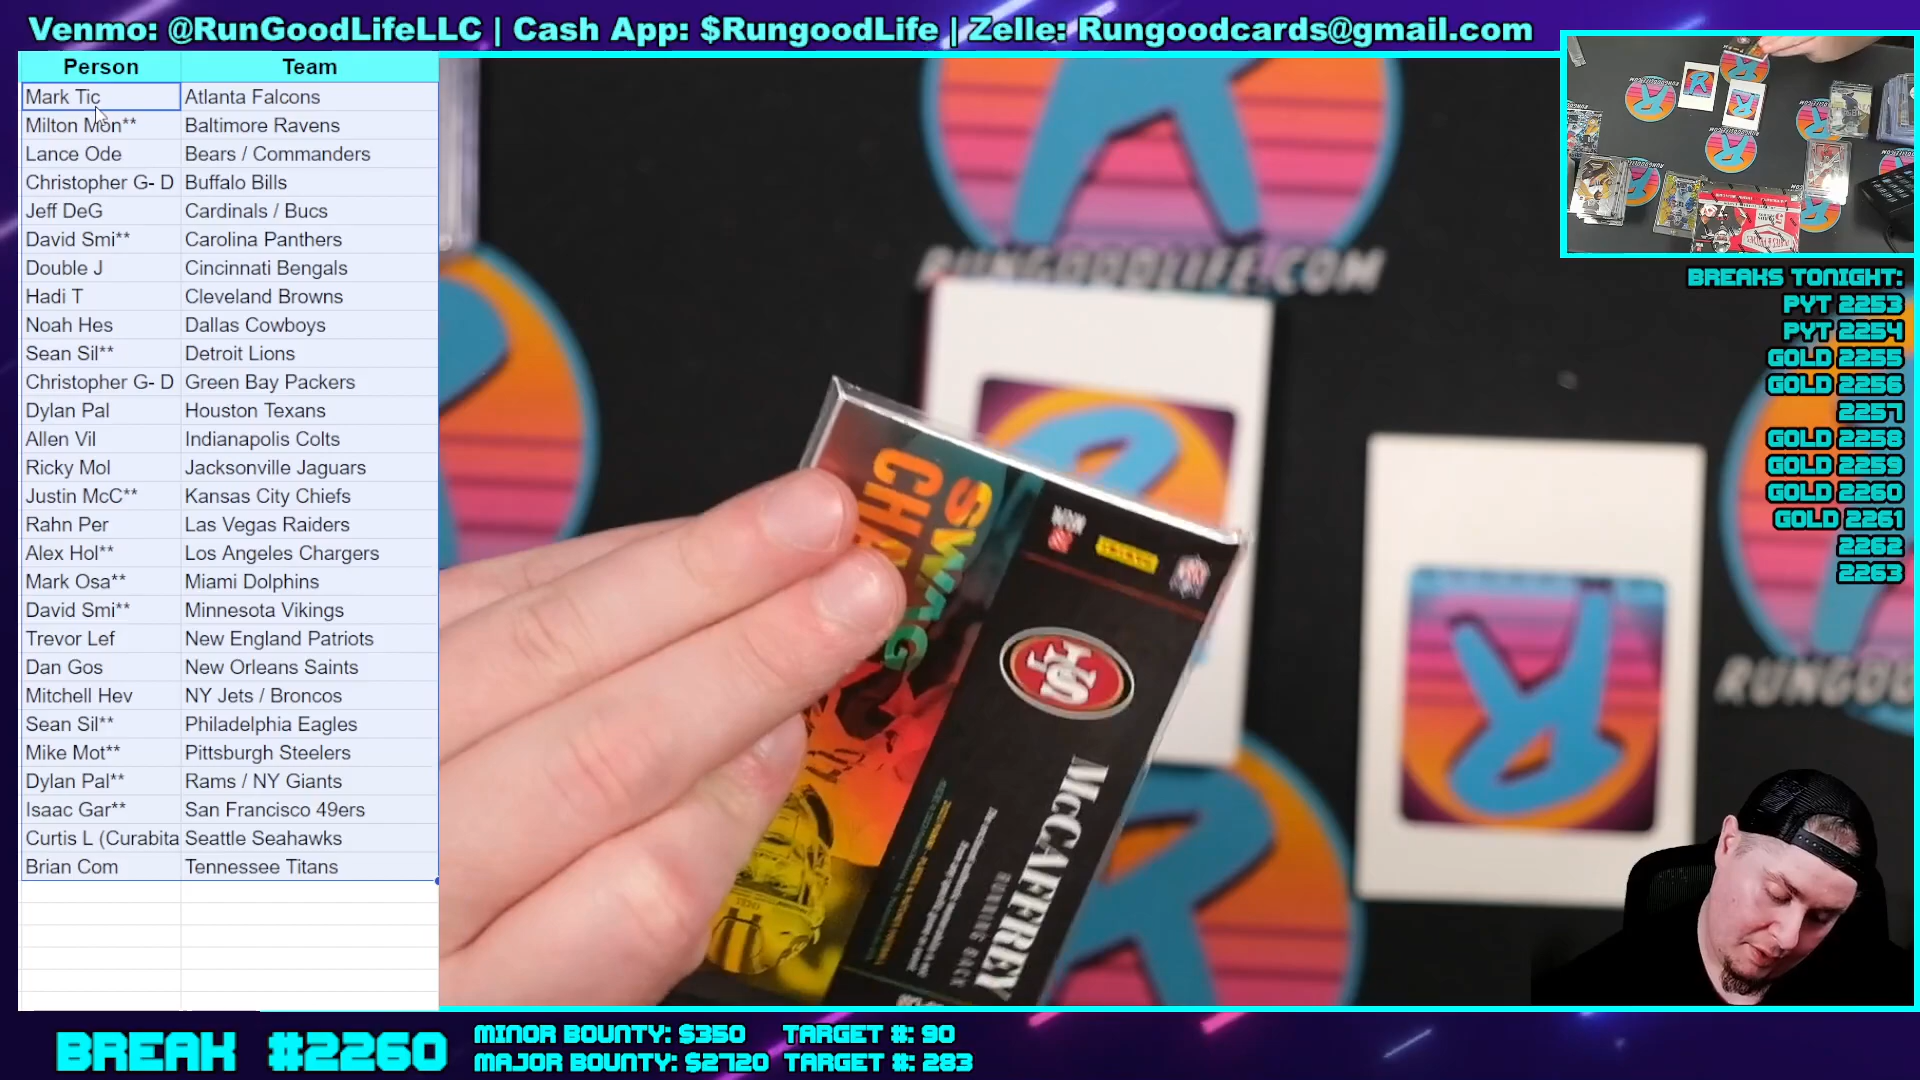 Venmo: @RunGoodLifeLLC | Cash App: $RungoodLife | Zelle: Rungoodcards@gmail.com
Person Team
Mark Tic Atlanta Falcons
Milton Mon** Baltimore Ravens
Lance Ode Bears / Commanders
Christopher G- D Buffalo Bills
Jeff DeG Cardinals / Bucs
David Smi** Carolina Panthers
Double J Cincinnati Bengals
Hadi T Cleveland Browns
Noah Hes Dallas Cowboys
Sean Sil** Detroit Lions
Christopher G- D Green Bay Packers
Dylan Pal Houston Texans
Allen Vil Indianapolis Colts
Ricky Mol Jacksonville Jaguars
Justin McC** Kansas City Chiefs
Rahn Per Las Vegas Raiders
Alex Hol** Los Angeles Chargers
Mark Osa** Miami Dolphins
David Smi** Minnesota Vikings
Trevor Lef New England Patriots
Dan Gos New Orleans Saints
Mitchell Hev NY Jets / Broncos
Sean Sil** Philadelphia Eagles
Mike Mot** Pittsburgh Steelers
Dylan Pal** Rams / NY Giants
Isaac Gar** San Francisco 49ers
Curtis L (Curabita Seattle Seahawks
Brian Com Tennessee Titans
RUNGOODLIFE.COM
SWAG
McCAFFREY
RUNNING BACK
SF
PANINI
NFL
RUNGOOD
BREAKS TONIGHT:
PYT 2253
PYT 2254
GOLD 2255
GOLD 2256
2257
GOLD 2258
GOLD 2259
GOLD 2260
GOLD 2261
2262
2263
BREAK #2260
MINOR BOUNTY: $350 TARGET #: 90
MAJOR BOUNTY: $2720 TARGET #: 283